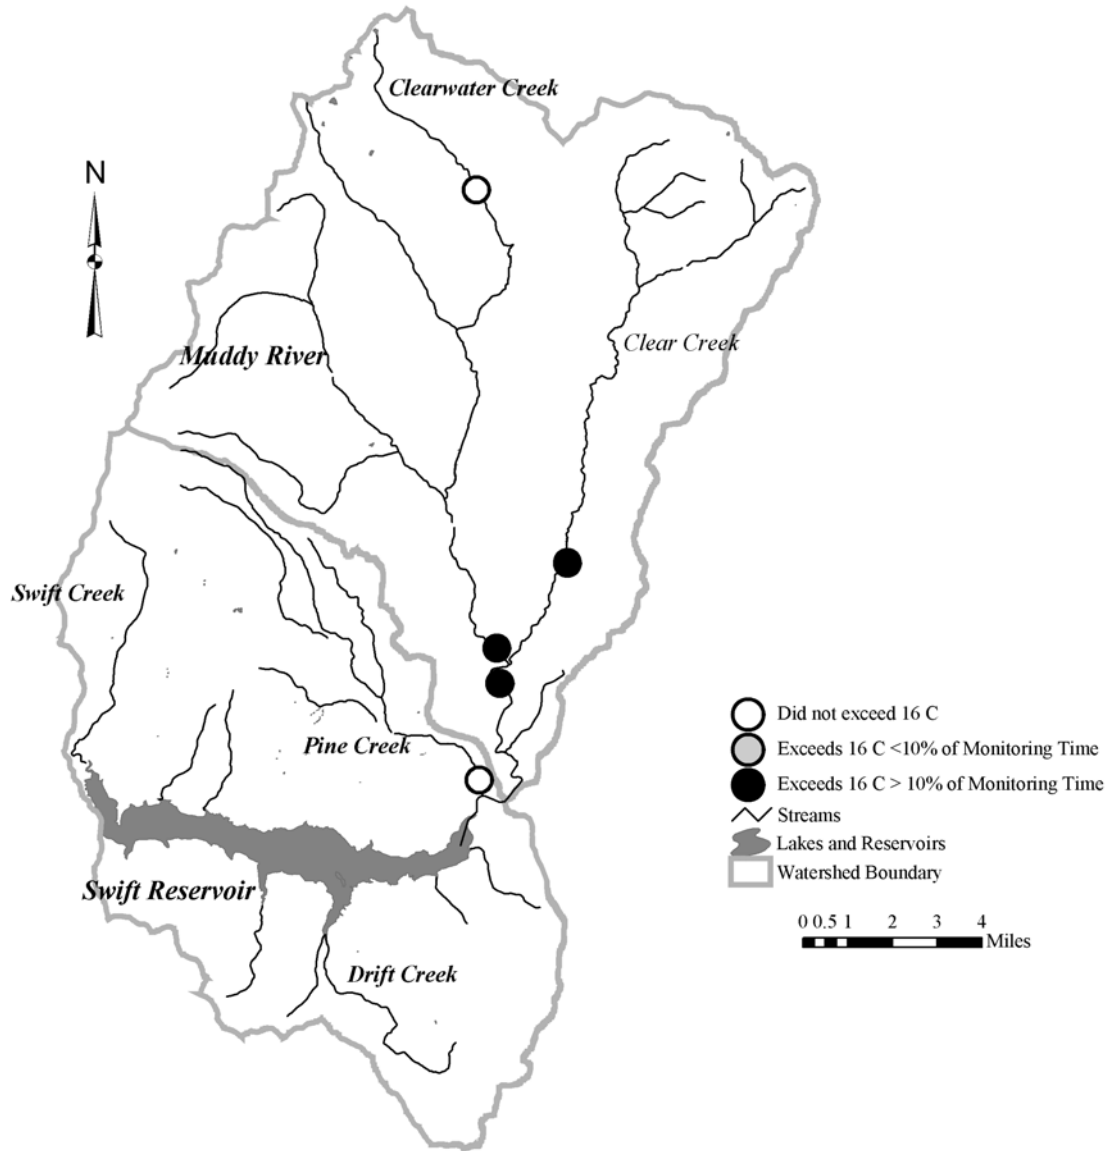 Clearwater Creek
N
Clear Creek
Muddy River
Swift Creek
Did not exceed 16 C
Pine Creek
Exceeds 16 C <10% of Monitoring Time
Exceeds 16 C > 10% of Monitoring Time
Streams
Lakes and Reservoirs
Swift Reservoir
Watershed Boundary
0 0.5 1 2 3 4
Miles
Drift Creek